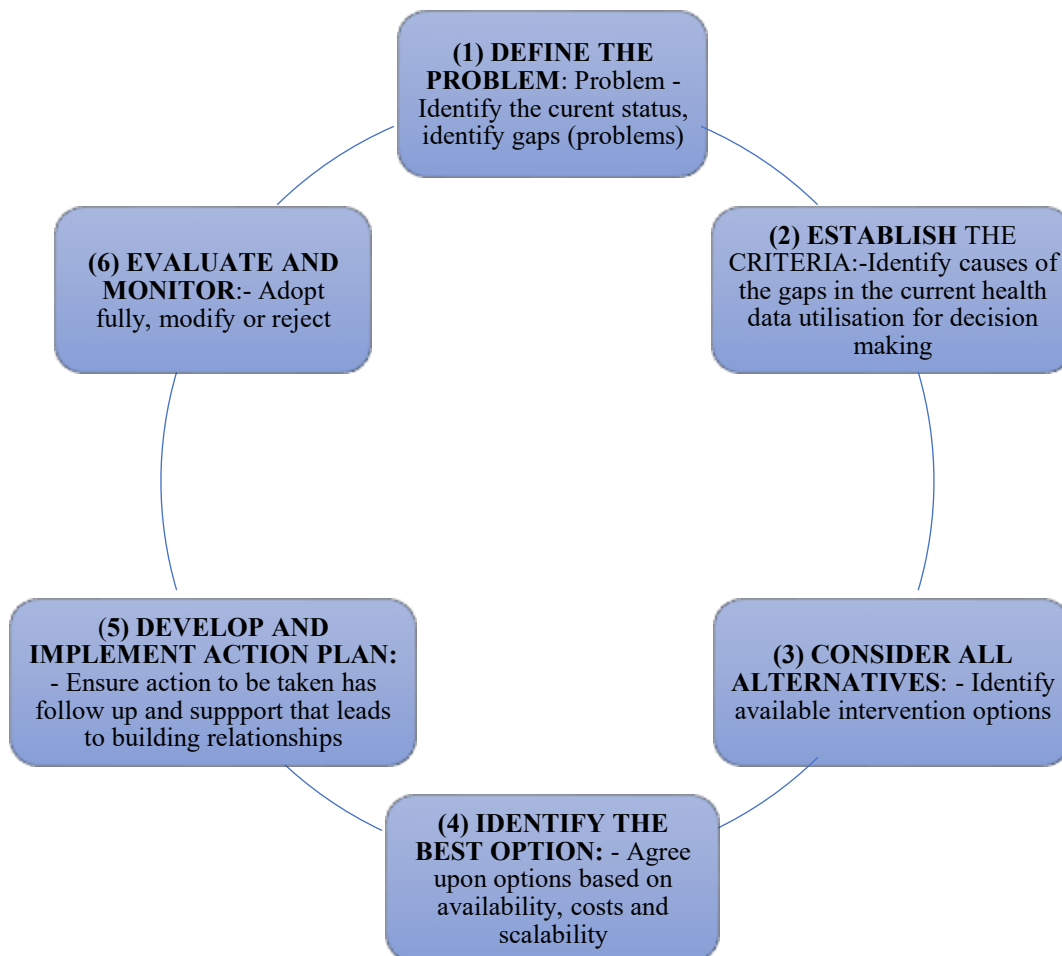 (1) DEFINE THE
PROBLEM: Problem -
Identify the curent status,
identify gaps (problems)
(2) ESTABLISH THE
CRITERIA:-Identify causes of
the gaps in the current health
data utilisation for decision
making
(3) CONSIDER ALL
ALTERNATIVES: - Identify
available intervention options
(4) IDENTIFY THE
BEST OPTION: - Agree
upon options based on
availability, costs and
scalability
(5) DEVELOP AND
IMPLEMENT ACTION PLAN:
- Ensure action to be taken has
follow up and suppport that leads
to building relationships
(6) EVALUATE AND
MONITOR:- Adopt
fully, modify or reject